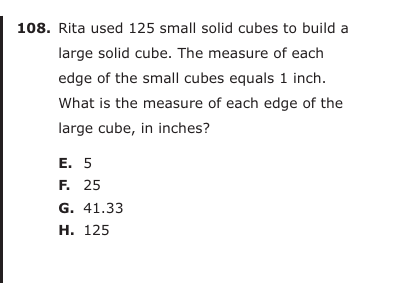 108. Rita used 125 small solid cubes to build a
large solid cube. The measure of each
edge of the small cubes equals 1 inch.
What is the measure of each edge of the
large cube, in inches?
E. 5
F. 25
G. 41.33
H. 125